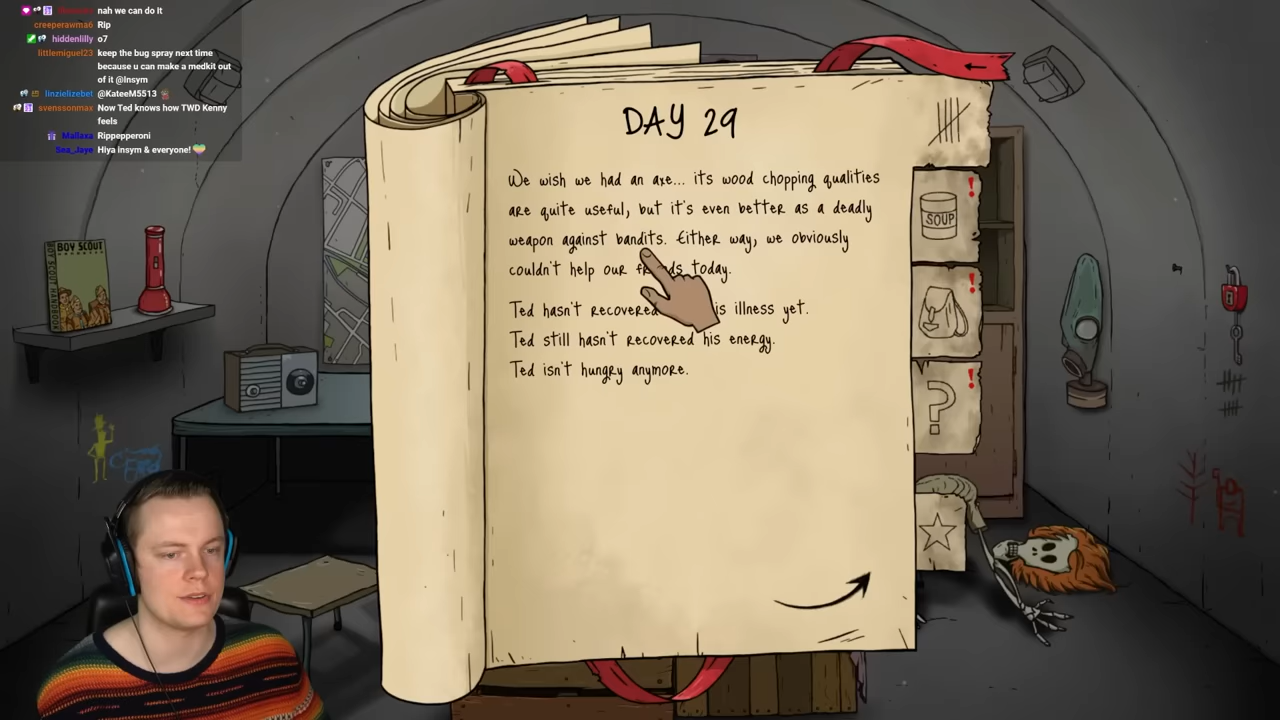 nah we can do it
creeperawma6 Rip
hiddenlilly o7
littlemiguel23 keep the bug spray next time
because u can make a medkit out
of it @Insym
linzielizebet @KateeM5513
svenssonmax Now Ted knows how TWD Kenny
feels
Mallaxa Rippepperoni
Sea_Jaye Hiya insym & everyone!
DAY 29
We wish we had an axe... its wood chopping qualities
are quite useful, but it's even better as a deadly
weapon against bandits. Either way, we obviously
couldn't help our today.
Ted hasn't recovered illness yet.
Ted still hasn't recovered his energy.
Ted isn't hungry anymore.
SOUP
BOY SCOUT